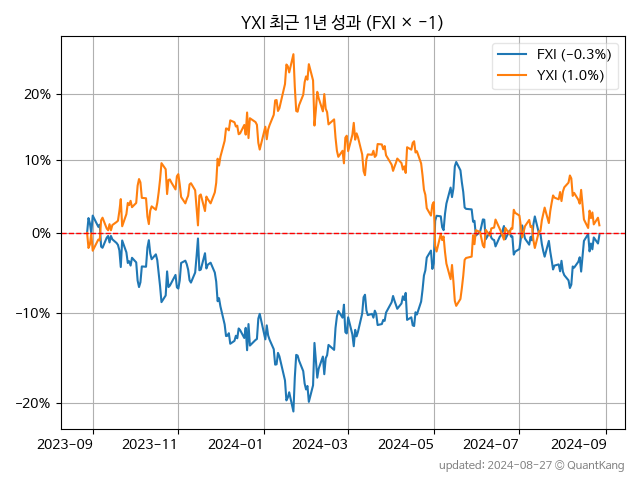 YXI 최근 1년 성과 (FXI × -1)
FXI (-0.3%)
YXI (1.0%)
20%
10%
0%
-10%
-20%
2023-09 2023-11 2024-01 2024-03 2024-05 2024-07 2024-09
updated: 2024-08-27 © QuantKang